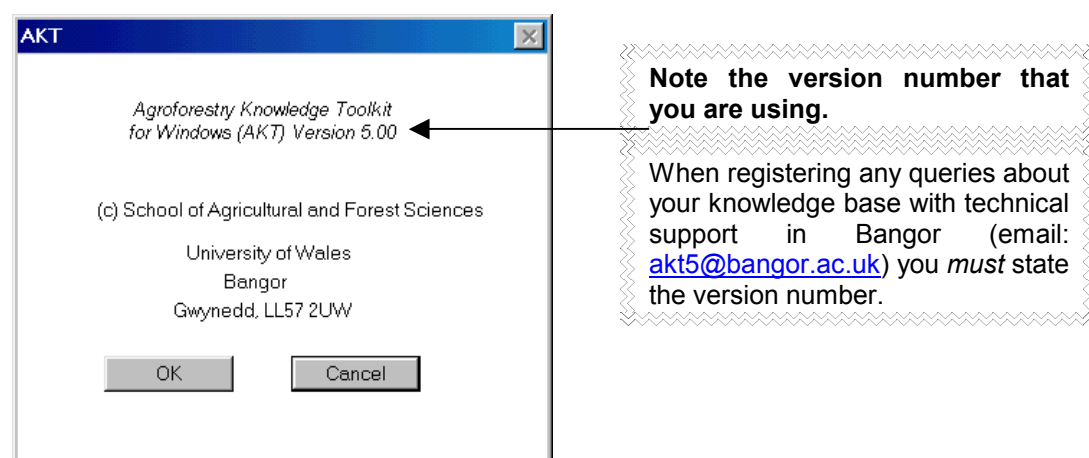 AKT
Agroforestry Knowledge Toolkit
for Windows (AKT) Version 5.00
(c) School of Agricultural and Forest Sciences
University of Wales
Bangor
Gwynedd, LL57 2UW
OK Cancel
Note the version number that
you are using.
When registering any queries about
your knowledge base with technical
support in Bangor (email:
akt5@bangor.ac.uk) you must state
the version number.